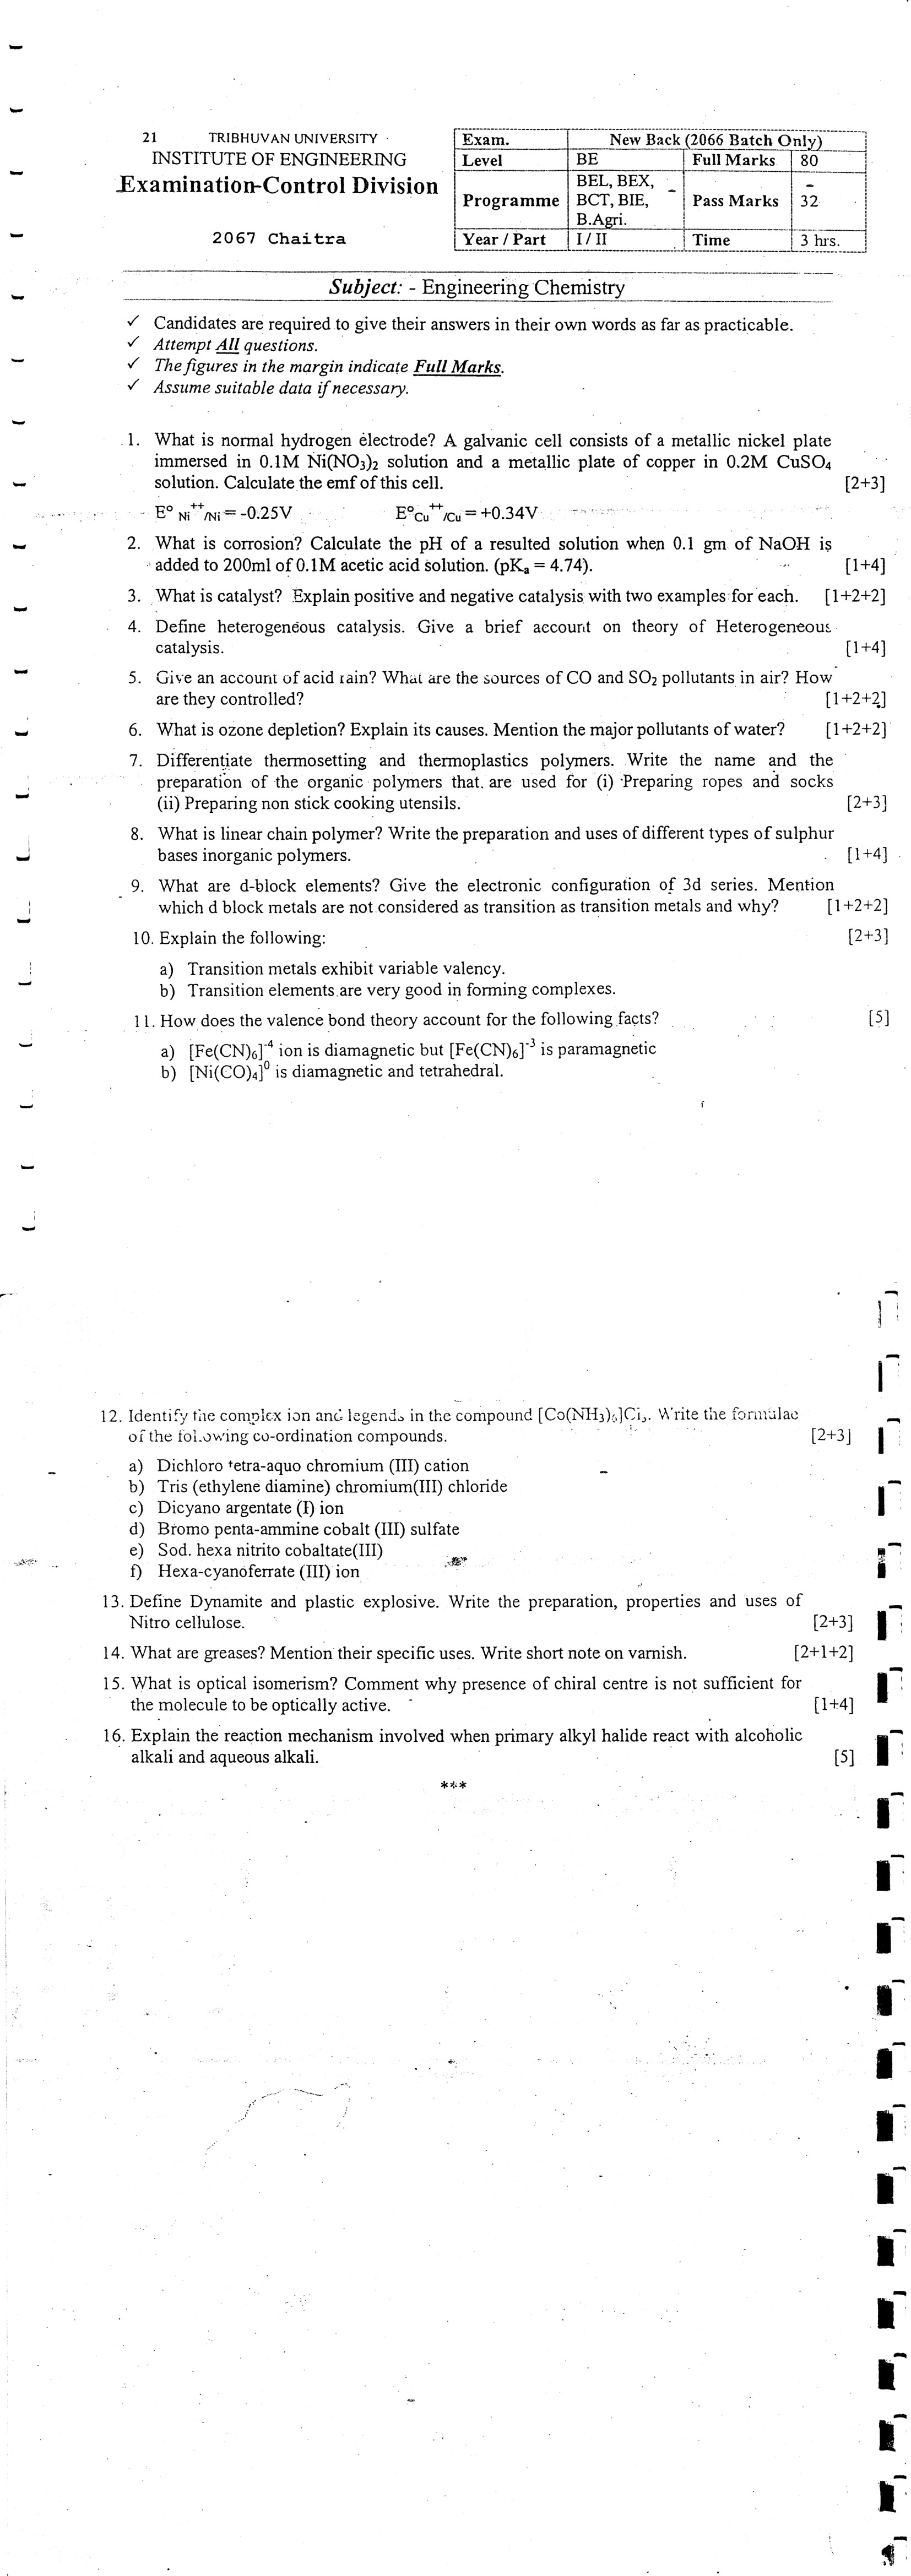 21 TRIBHUVAN UNIVERSITY
INSTITUTE OF ENGINEERING
Examination Control Division
2067 Chaitra
Exam. New Back (2066 Batch Only)
Level BE Full Marks 80
Programme BEL, BEX, BCT, BIE, B.Agri. Pass Marks 32
Year / Part I / II Time 3 hrs.
Subject: - Engineering Chemistry
✓ Candidates are required to give their answers in their own words as far as practicable.
✓ Attempt All questions.
✓ The figures in the margin indicate Full Marks.
✓ Assume suitable data if necessary.
1. What is normal hydrogen electrode? A galvanic cell consists of a metallic nickel plate
immersed in 0.1M Ni(NO₃)₂ solution and a metallic plate of copper in 0.2M CuSO₄
solution. Calculate the emf of this cell. [2+3]
E° Ni⁺⁺/Ni = -0.25V E°Cu⁺⁺/Cu = +0.34V
2. What is corrosion? Calculate the pH of a resulted solution when 0.1 gm of NaOH is
added to 200ml of 0.1M acetic acid solution. (pKₐ = 4.74). [1+4]
3. What is catalyst? Explain positive and negative catalysis with two examples for each. [1+2+2]
4. Define heterogeneous catalysis. Give a brief account on theory of Heterogeneous
catalysis. [1+4]
5. Give an account of acid rain? What are the sources of CO and SO₂ pollutants in air? How
are they controlled? [1+2+2]
6. What is ozone depletion? Explain its causes. Mention the major pollutants of water? [1+2+2]
7. Differentiate thermosetting and thermoplastics polymers. Write the name and the
preparation of the organic polymers that are used for (i) Preparing ropes and socks
(ii) Preparing non stick cooking utensils. [2+3]
8. What is linear chain polymer? Write the preparation and uses of different types of sulphur
bases inorganic polymers. [1+4]
9. What are d-block elements? Give the electronic configuration of 3d series. Mention
which d block metals are not considered as transition as transition metals and why? [1+2+2]
10. Explain the following: [2+3]
a) Transition metals exhibit variable valency.
b) Transition elements are very good in forming complexes.
11. How does the valence bond theory account for the following facts? [5]
a) [Fe(CN)₆]⁻⁴ ion is diamagnetic but [Fe(CN)₆]⁻³ is paramagnetic
b) [Ni(CO)₄]⁰ is diamagnetic and tetrahedral.
12. Identify the complex ion and legends in the compound Write the formulae
of the following co-ordination compounds. [2+3]
a) Dichloro tetra-aquo chromium (III) cation
b) Tris (ethylene diamine) chromium(III) chloride
c) Dicyano argentate (I) ion
d) Bromo penta-ammine cobalt (III) sulfate
e) Sod. hexa nitrito cobaltate(III)
f) Hexa-cyanoferrate (III) ion
13. Define Dynamite and plastic explosive. Write the preparation, properties and uses of
Nitro cellulose. [2+3]
14. What are greases? Mention their specific uses. Write short note on varnish. [2+1+2]
15. What is optical isomerism? Comment why presence of chiral centre is not sufficient for
the molecule to be optically active. [1+4]
16. Explain the reaction mechanism involved when primary alkyl halide react with alcoholic
alkali and aqueous alkali. [5]
***